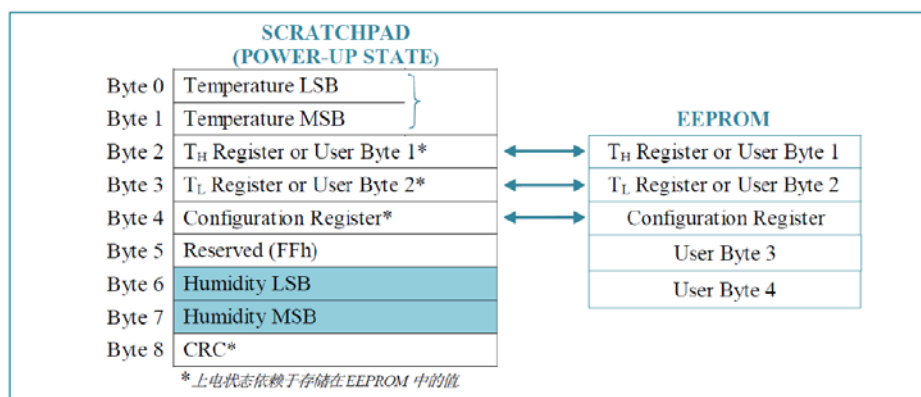 SCRATCHPAD
(POWER-UP STATE)
Byte 0 Temperature LSB
Byte 1 Temperature MSB
EEPROM
Byte 2 TH Register or User Byte 1* TH Register or User Byte 1
Byte 3 TL Register or User Byte 2* TL Register or User Byte 2
Byte 4 Configuration Register* Configuration Register
Byte 5 Reserved (FFh) User Byte 3
Byte 6 Humidity LSB User Byte 4
Byte 7 Humidity MSB
Byte 8 CRC*
*上电状态依赖于存储在EEPROM 中的值